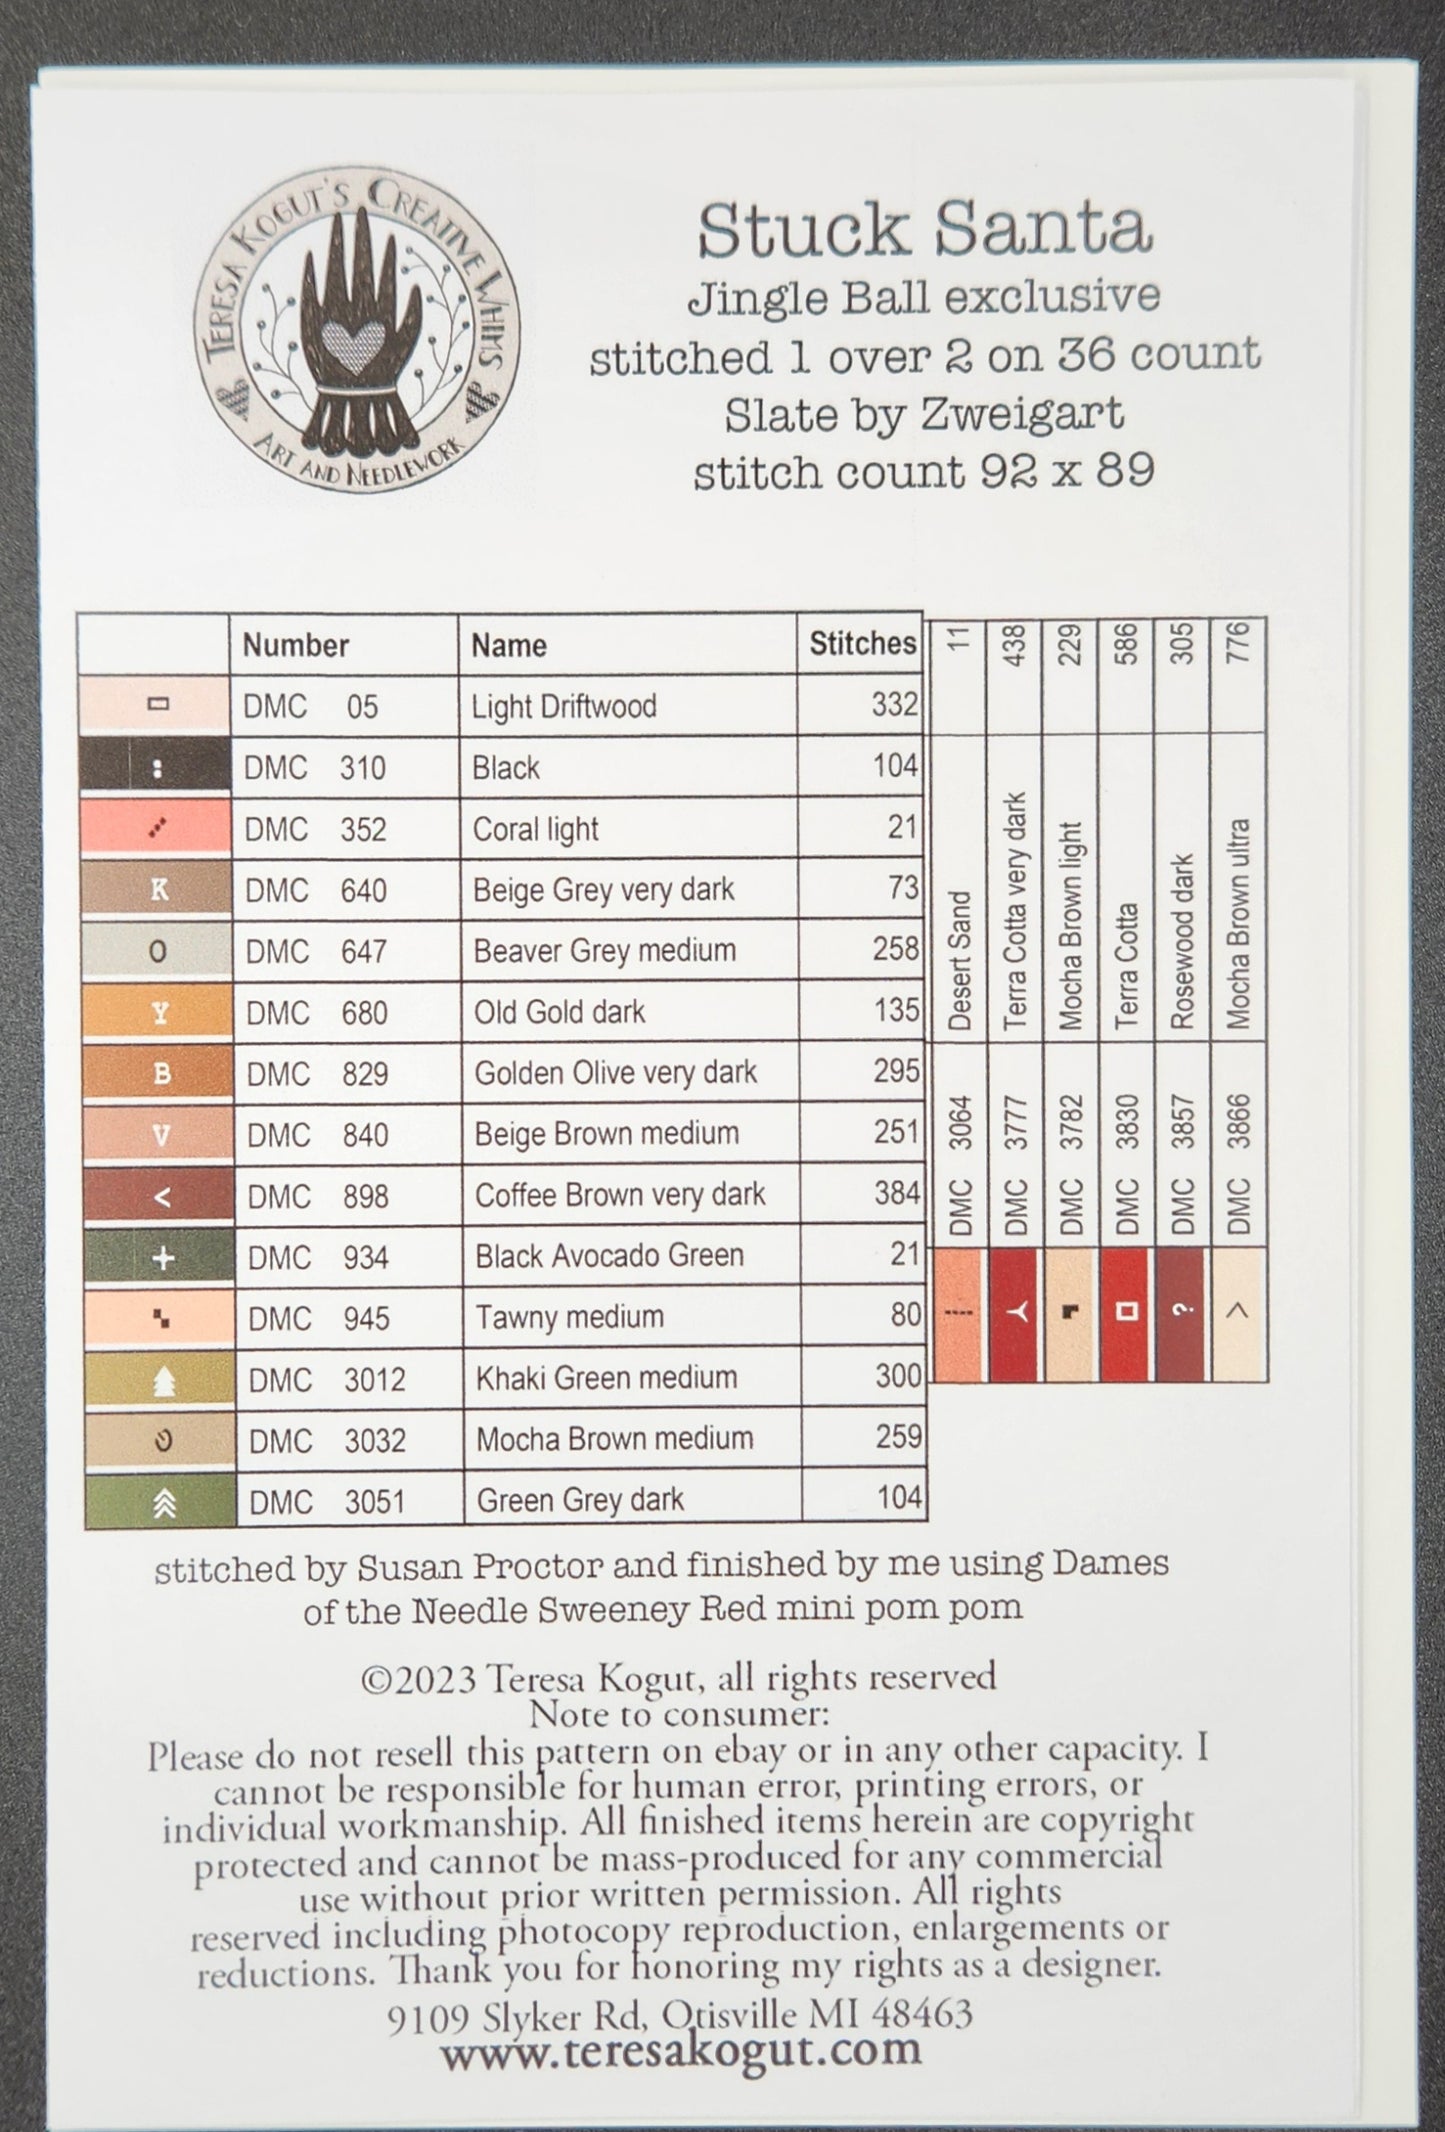 TERESA KOGUT'S CREATIVE WHIMS
ART AND NEEDLEWORK
Stuck Santa
Jingle Ball exclusive
stitched 1 over 2 on 36 count
Slate by Zweigart
stitch count 92 x 89
Number Name Stitches
DMC 05 Light Driftwood 332
: DMC 310 Black 104
DMC 352 Coral light 21
K DMC 640 Beige Grey very dark 73
O DMC 647 Beaver Grey medium 258
Y DMC 680 Old Gold dark 135
B DMC 829 Golden Olive very dark 295
V DMC 840 Beige Brown medium 251
< DMC 898 Coffee Brown very dark 384
+ DMC 934 Black Avocado Green 21
DMC 945 Tawny medium 80
DMC 3012 Khaki Green medium 300
DMC 3032 Mocha Brown medium 259
DMC 3051 Green Grey dark 104
DMC 3064 Desert Sand 11
DMC 3777 Terra Cotta very dark 438
DMC 3782 Mocha Brown light 229
DMC 3830 Terra Cotta 586
? DMC 3857 Rosewood dark 305
> DMC 3866 Mocha Brown ultra 776
stitched by Susan Proctor and finished by me using Dames
of the Needle Sweeney Red mini pom pom
©2023 Teresa Kogut, all rights reserved
Note to consumer:
Please do not resell this pattern on ebay or in any other capacity. I
cannot be responsible for human error, printing errors, or
individual workmanship. All finished items herein are copyright
protected and cannot be mass-produced for any commercial
use without prior written permission. All rights
reserved including photocopy reproduction, enlargements or
reductions. Thank you for honoring my rights as a designer.
9109 Slyker Rd, Otisville MI 48463
www.teresakogut.com